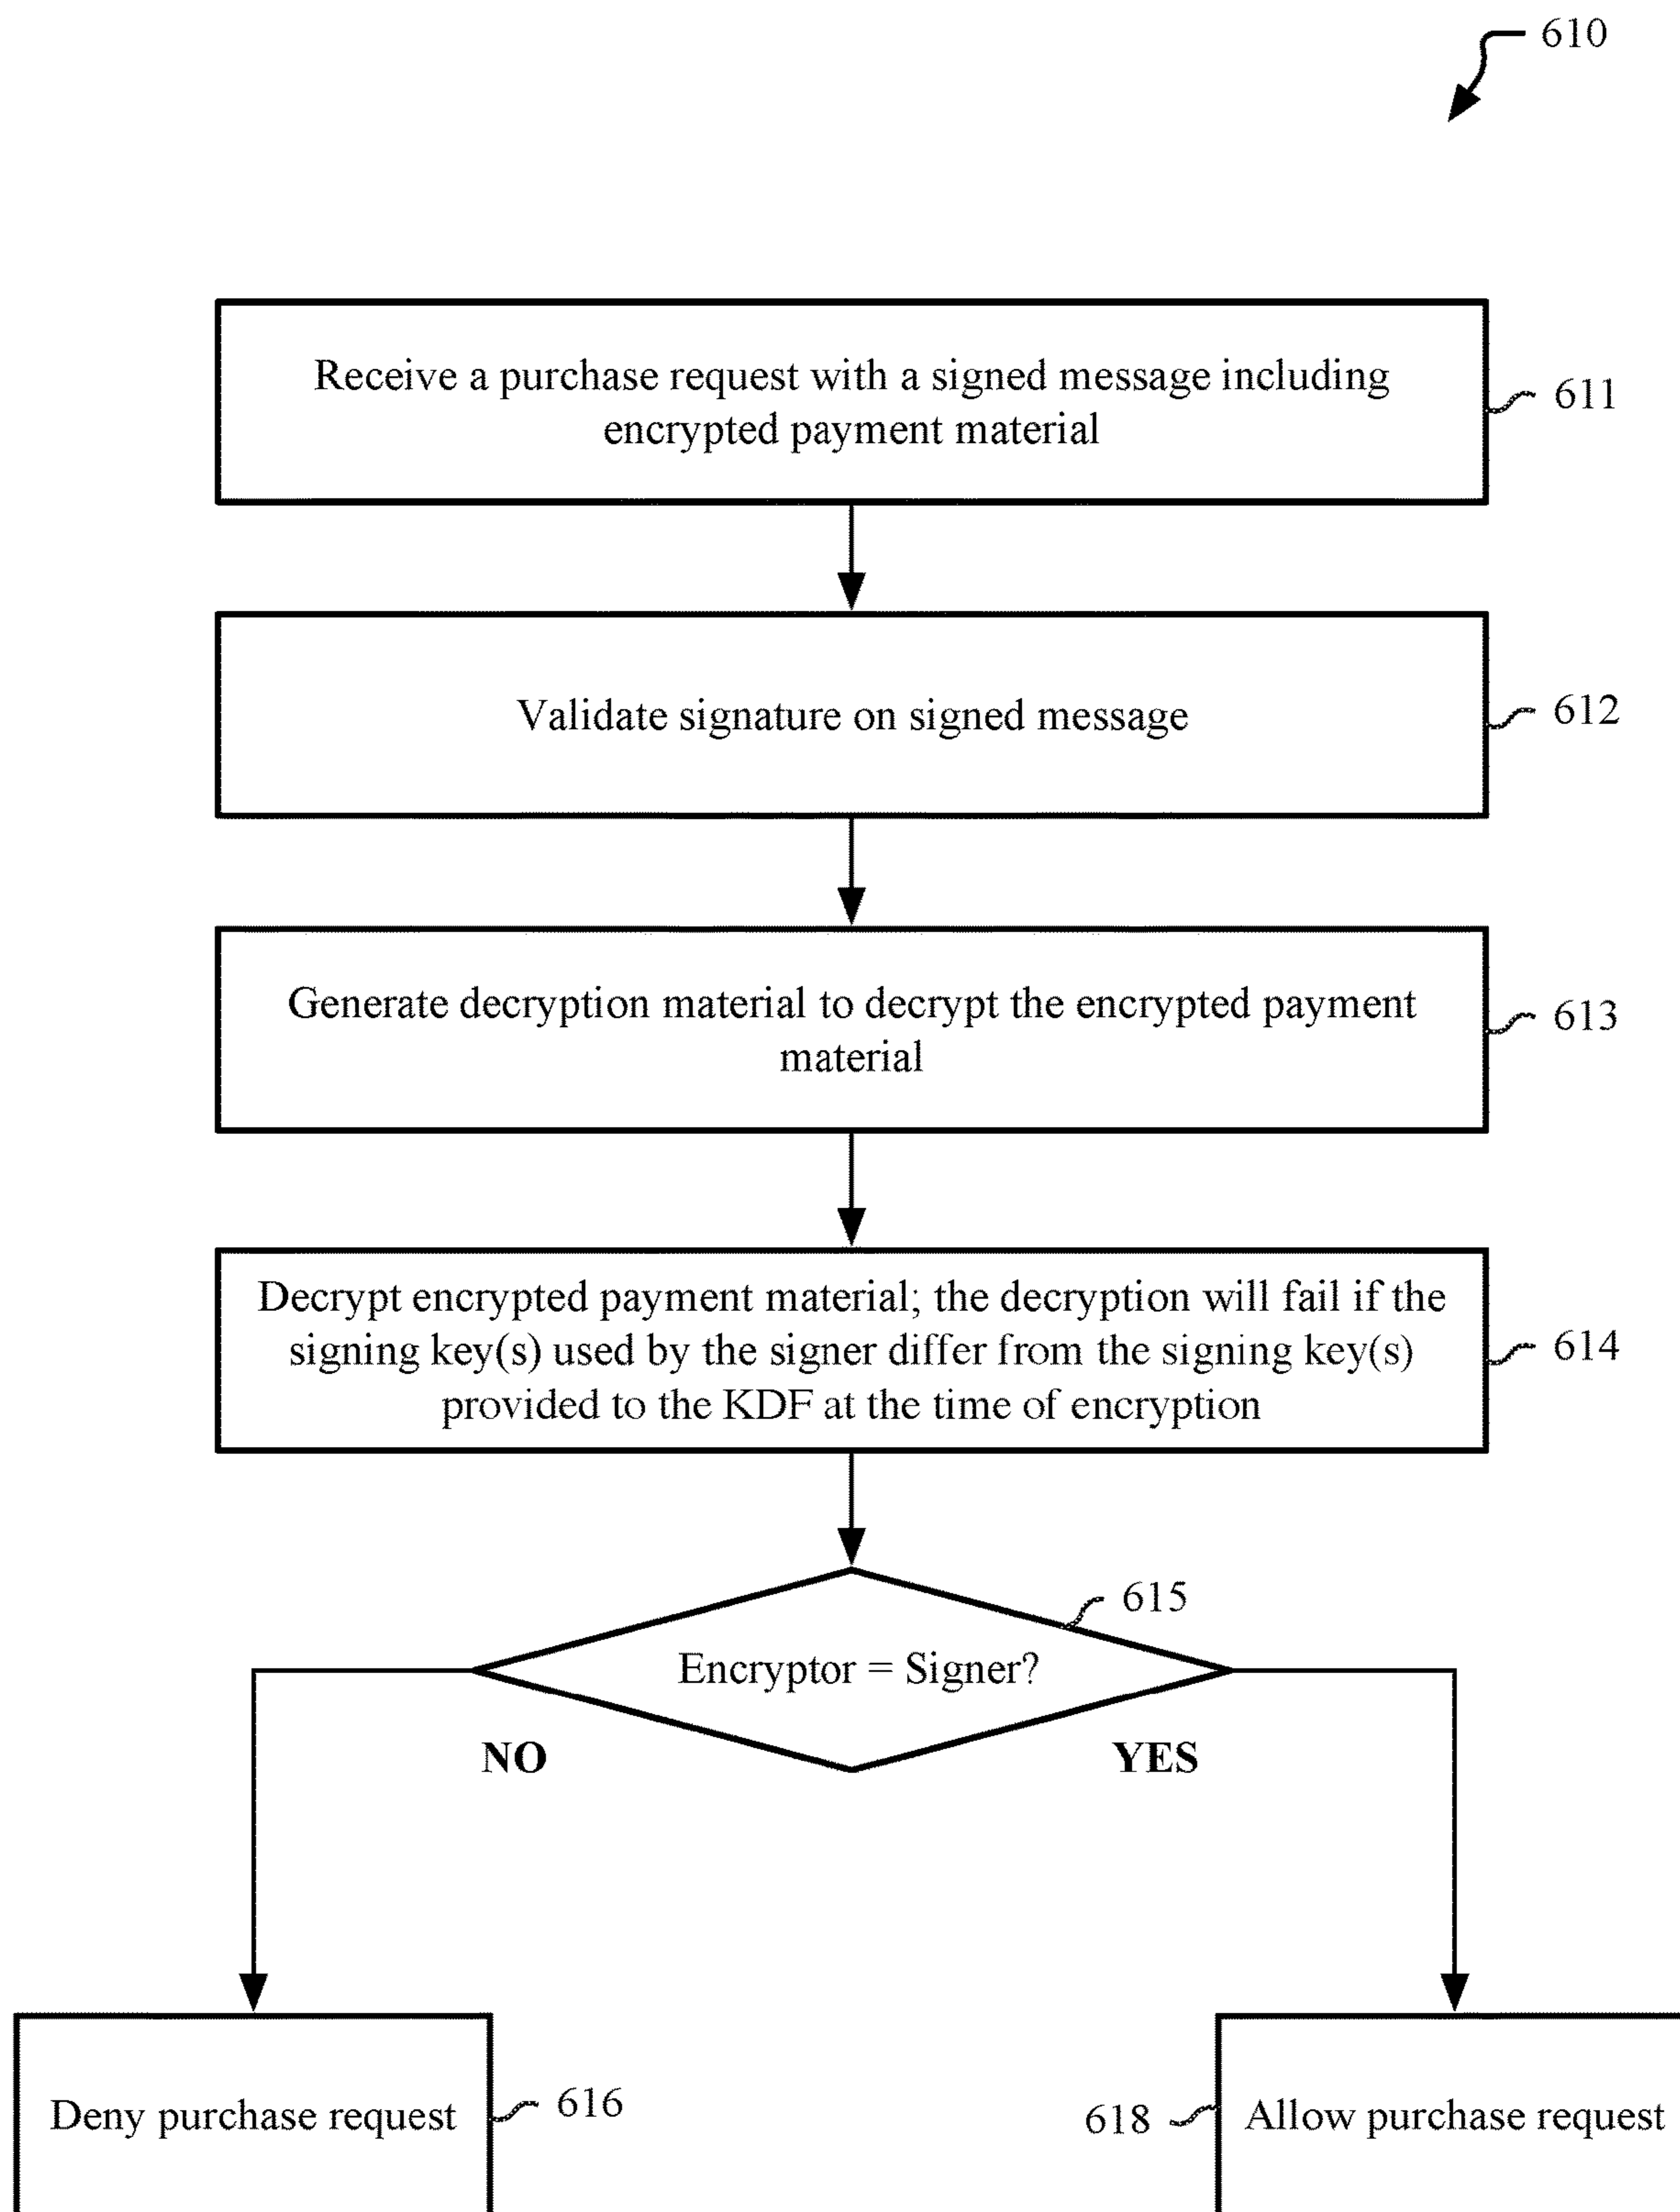 610
Receive a purchase request with a signed message including
encrypted payment material
611
Validate signature on signed message
612
Generate decryption material to decrypt the encrypted payment
material
613
Decrypt encrypted payment material; the decryption will fail if the
signing key(s) used by the signer differ from the signing key(s)
provided to the KDF at the time of encryption
614
615
Encryptor = Signer?
NO
YES
Deny purchase request
616
618
Allow purchase request